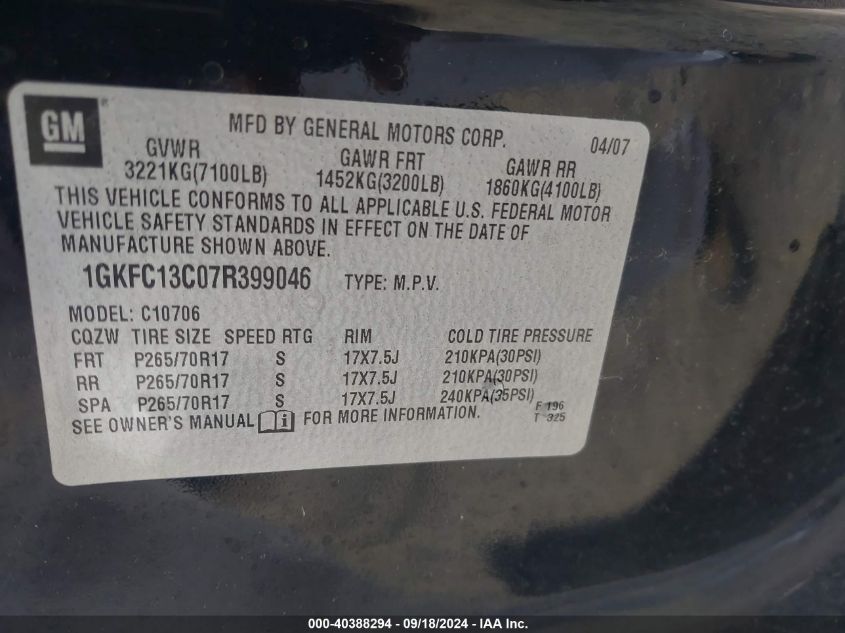 GM
MFD BY GENERAL MOTORS CORP. 04/07
GVWR GAWR FRT GAWR RR
3221KG(7100LB) 1452KG(3200LB) 1860KG(4100LB)
THIS VEHICLE CONFORMS TO ALL APPLICABLE U.S. FEDERAL MOTOR
VEHICLE SAFETY STANDARDS IN EFFECT ON THE DATE OF
MANUFACTURE SHOWN ABOVE.
1GKFC13C07R399046 TYPE: M.P.V.
MODEL: C10706
CQZW TIRE SIZE SPEED RTG RIM COLD TIRE PRESSURE
FRT P265/70R17 S 17X7.5J 210KPA(30PSI)
RR P265/70R17 S 17X7.5J 210KPA(30PSI)
SPA P265/70R17 S 17X7.5J 240KPA(35PSI)
SEE OWNER'S MANUAL i FOR MORE INFORMATION.
F 196
T 325
000-40388294 - 09/18/2024 - IAA Inc.